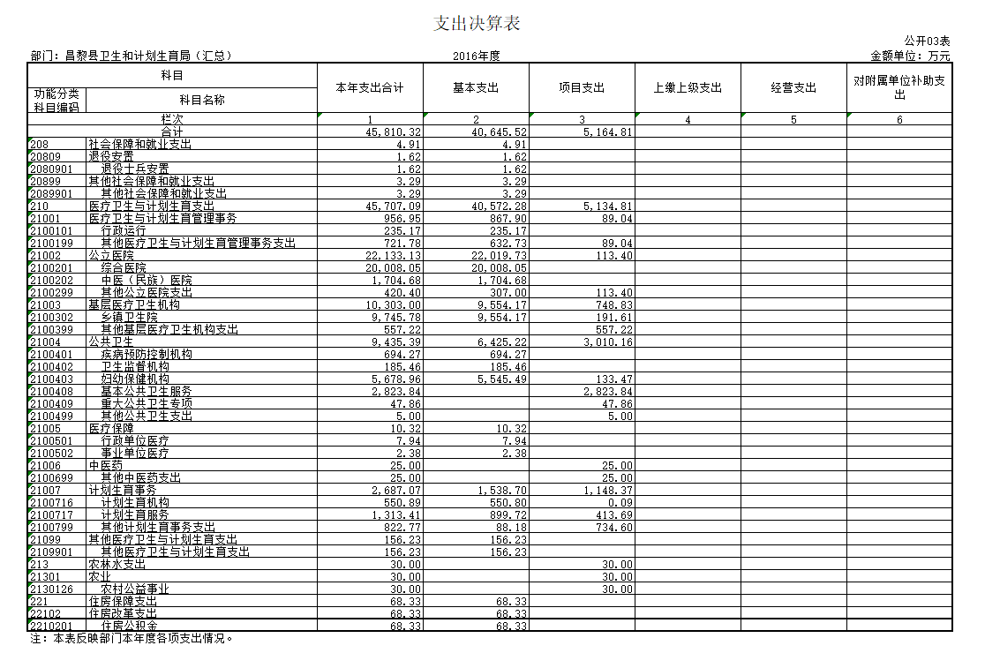 支出决算表
公开03表
部门：昌黎县卫生和计划生育局（汇总） 2016年度 金额单位：万元
科目 本年支出合计 基本支出 项目支出 上缴上级支出 经营支出 对附属单位补助支出
功能分类科目编码 科目名称
栏次 1 2 3 4 5 6
合计 45,810.32 40,645.52 5,164.81
208 社会保障和就业支出 4.91 4.91
20809 退役安置 1.62 1.62
2080901 退役士兵安置 1.62 1.62
20899 其他社会保障和就业支出 3.29 3.29
2089901 其他社会保障和就业支出 3.29 3.29
210 医疗卫生与计划生育支出 45,707.09 40,572.28 5,134.81
21001 医疗卫生与计划生育管理事务 956.95 867.90 89.04
2100101 行政运行 235.17 235.17
2100199 其他医疗卫生与计划生育管理事务支出 721.78 632.73 89.04
21002 公立医院 22,133.13 22,019.73 113.40
2100201 综合医院 20,008.05 20,008.05
2100202 中医（民族）医院 1,704.68 1,704.68
2100299 其他公立医院支出 420.40 307.00 113.40
21003 基层医疗卫生机构 10,303.00 9,554.17 748.83
2100302 乡镇卫生院 9,745.78 9,554.17 191.61
2100399 其他基层医疗卫生机构支出 557.22 557.22
21004 公共卫生 9,435.39 6,425.22 3,010.16
2100401 疾病预防控制机构 694.27 694.27
2100402 卫生监督机构 185.46 185.46
2100403 妇幼保健机构 5,678.96 5,545.49 133.47
2100408 基本公共卫生服务 2,823.84 2,823.84
2100409 重大公共卫生专项 47.86 47.86
2100499 其他公共卫生支出 5.00 5.00
21005 医疗保障 10.32 10.32
2100501 行政单位医疗 7.94 7.94
2100502 事业单位医疗 2.38 2.38
21006 中医药 25.00 25.00
2100699 其他中医药支出 25.00 25.00
21007 计划生育事务 2,687.07 1,538.70 1,148.37
2100716 计划生育机构 550.89 550.80 0.09
2100717 计划生育服务 1,313.41 899.72 413.69
2100799 其他计划生育事务支出 822.77 88.18 734.60
21099 其他医疗卫生与计划生育支出 156.23 156.23
2109901 其他医疗卫生与计划生育支出 156.23 156.23
213 农林水支出 30.00 30.00
21301 农业 30.00 30.00
2130126 农村公益事业 30.00 30.00
221 住房保障支出 68.33 68.33
22102 住房改革支出 68.33 68.33
2210201 住房公积金 68.33 68.33
注：本表反映部门本年度各项支出情况。